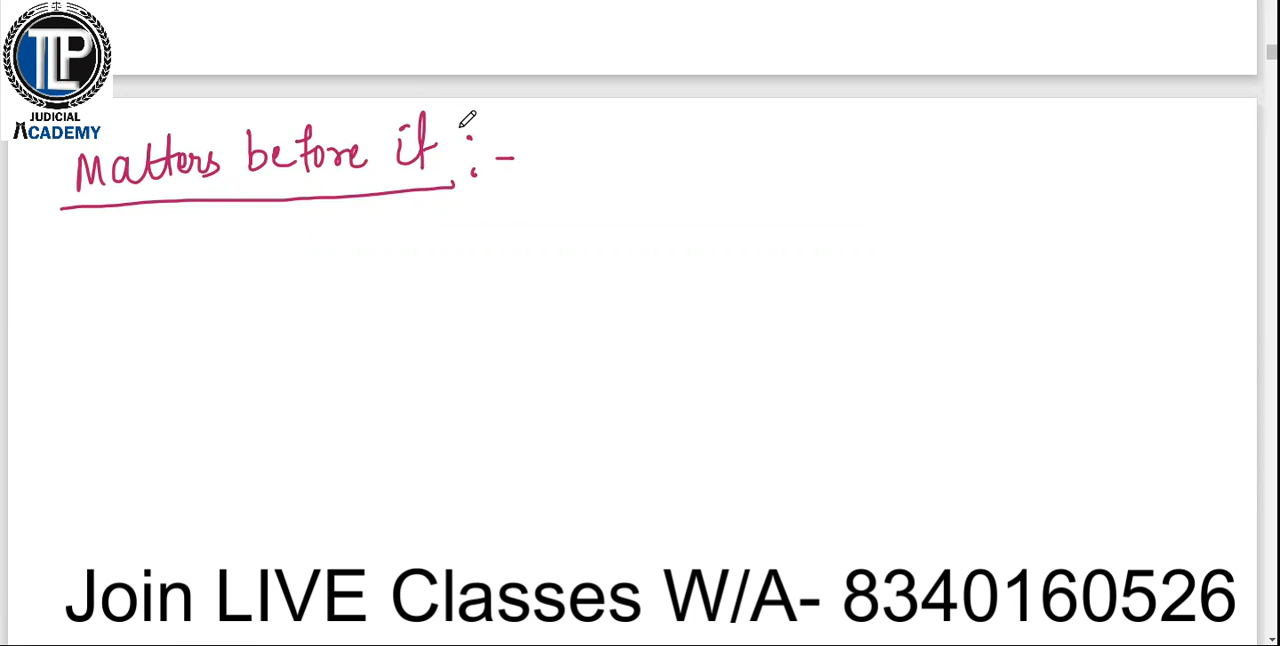 TLP
JUDICIAL
ACADEMY
Matters before it :-
Join LIVE Classes W/A- 8340160526